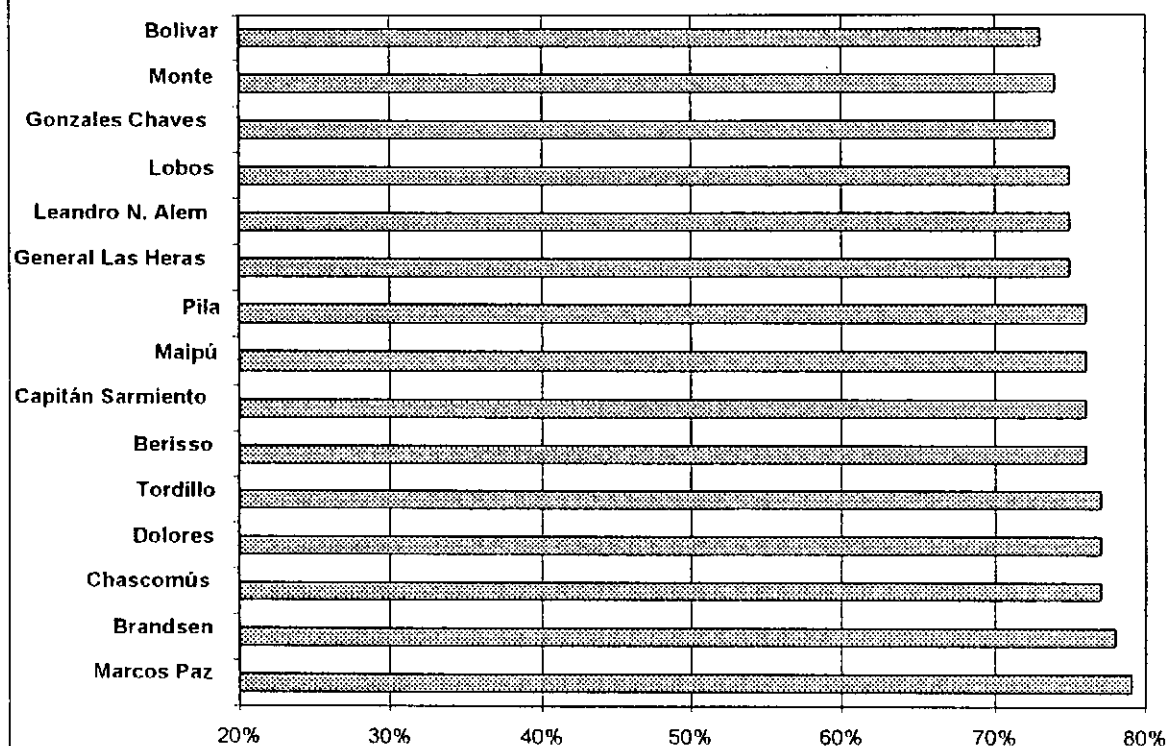 Bolivar
Monte
Gonzales Chaves
Lobos
Leandro N. Alem
General Las Heras
Pila
Maipú
Capitán Sarmiento
Berisso
Tordillo
Dolores
Chascomús
Brandsen
Marcos Paz
20% 30% 40% 50% 60% 70% 80%